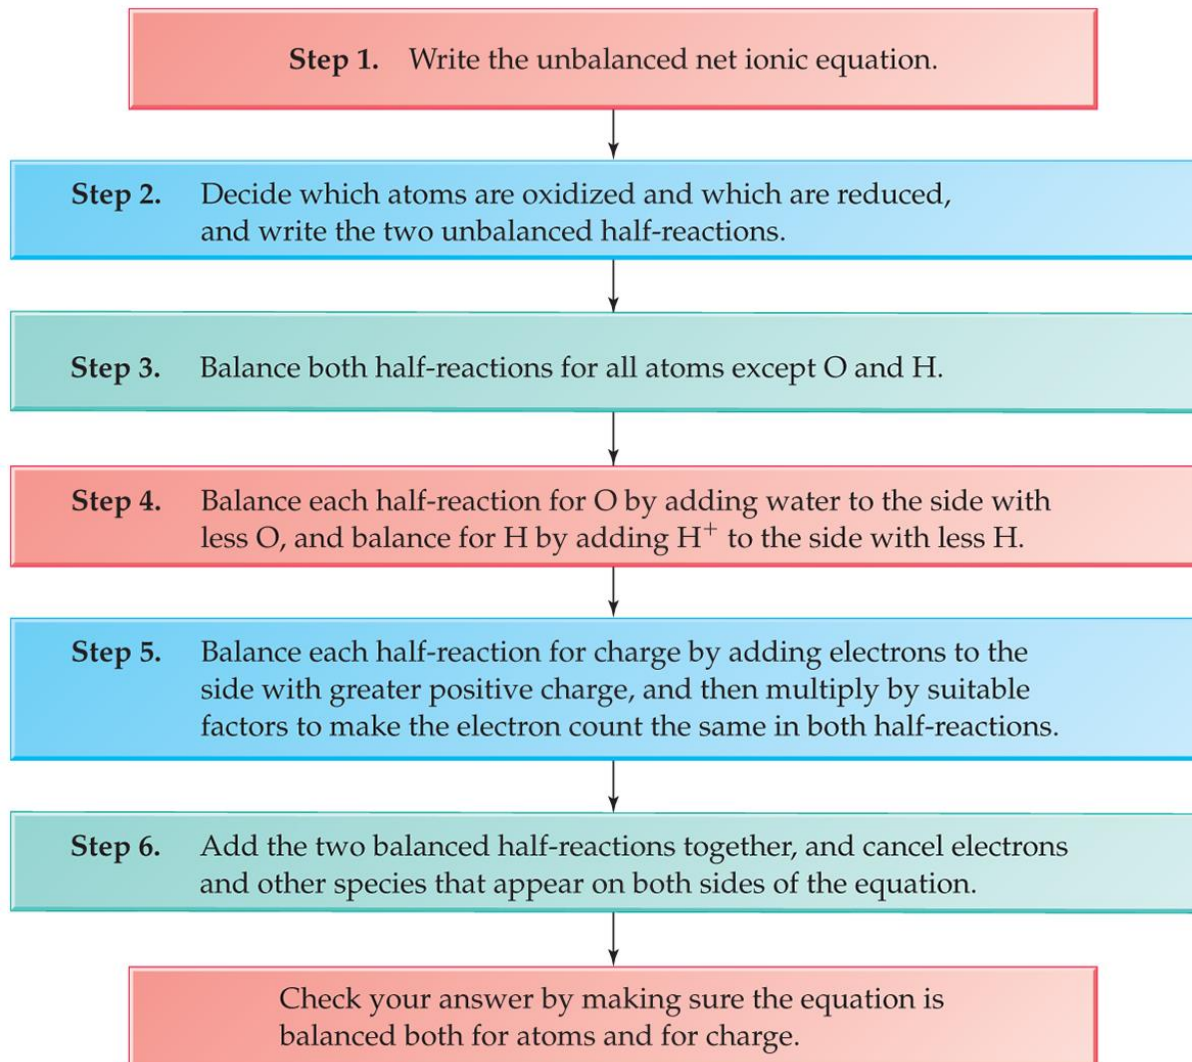 Step 1. Write the unbalanced net ionic equation.
Step 2. Decide which atoms are oxidized and which are reduced,
and write the two unbalanced half-reactions.
Step 3. Balance both half-reactions for all atoms except O and H.
Step 4. Balance each half-reaction for O by adding water to the side with
less O, and balance for H by adding H⁺ to the side with less H.
Step 5. Balance each half-reaction for charge by adding electrons to the
side with greater positive charge, and then multiply by suitable
factors to make the electron count the same in both half-reactions.
Step 6. Add the two balanced half-reactions together, and cancel electrons
and other species that appear on both sides of the equation.
Check your answer by making sure the equation is
balanced both for atoms and for charge.